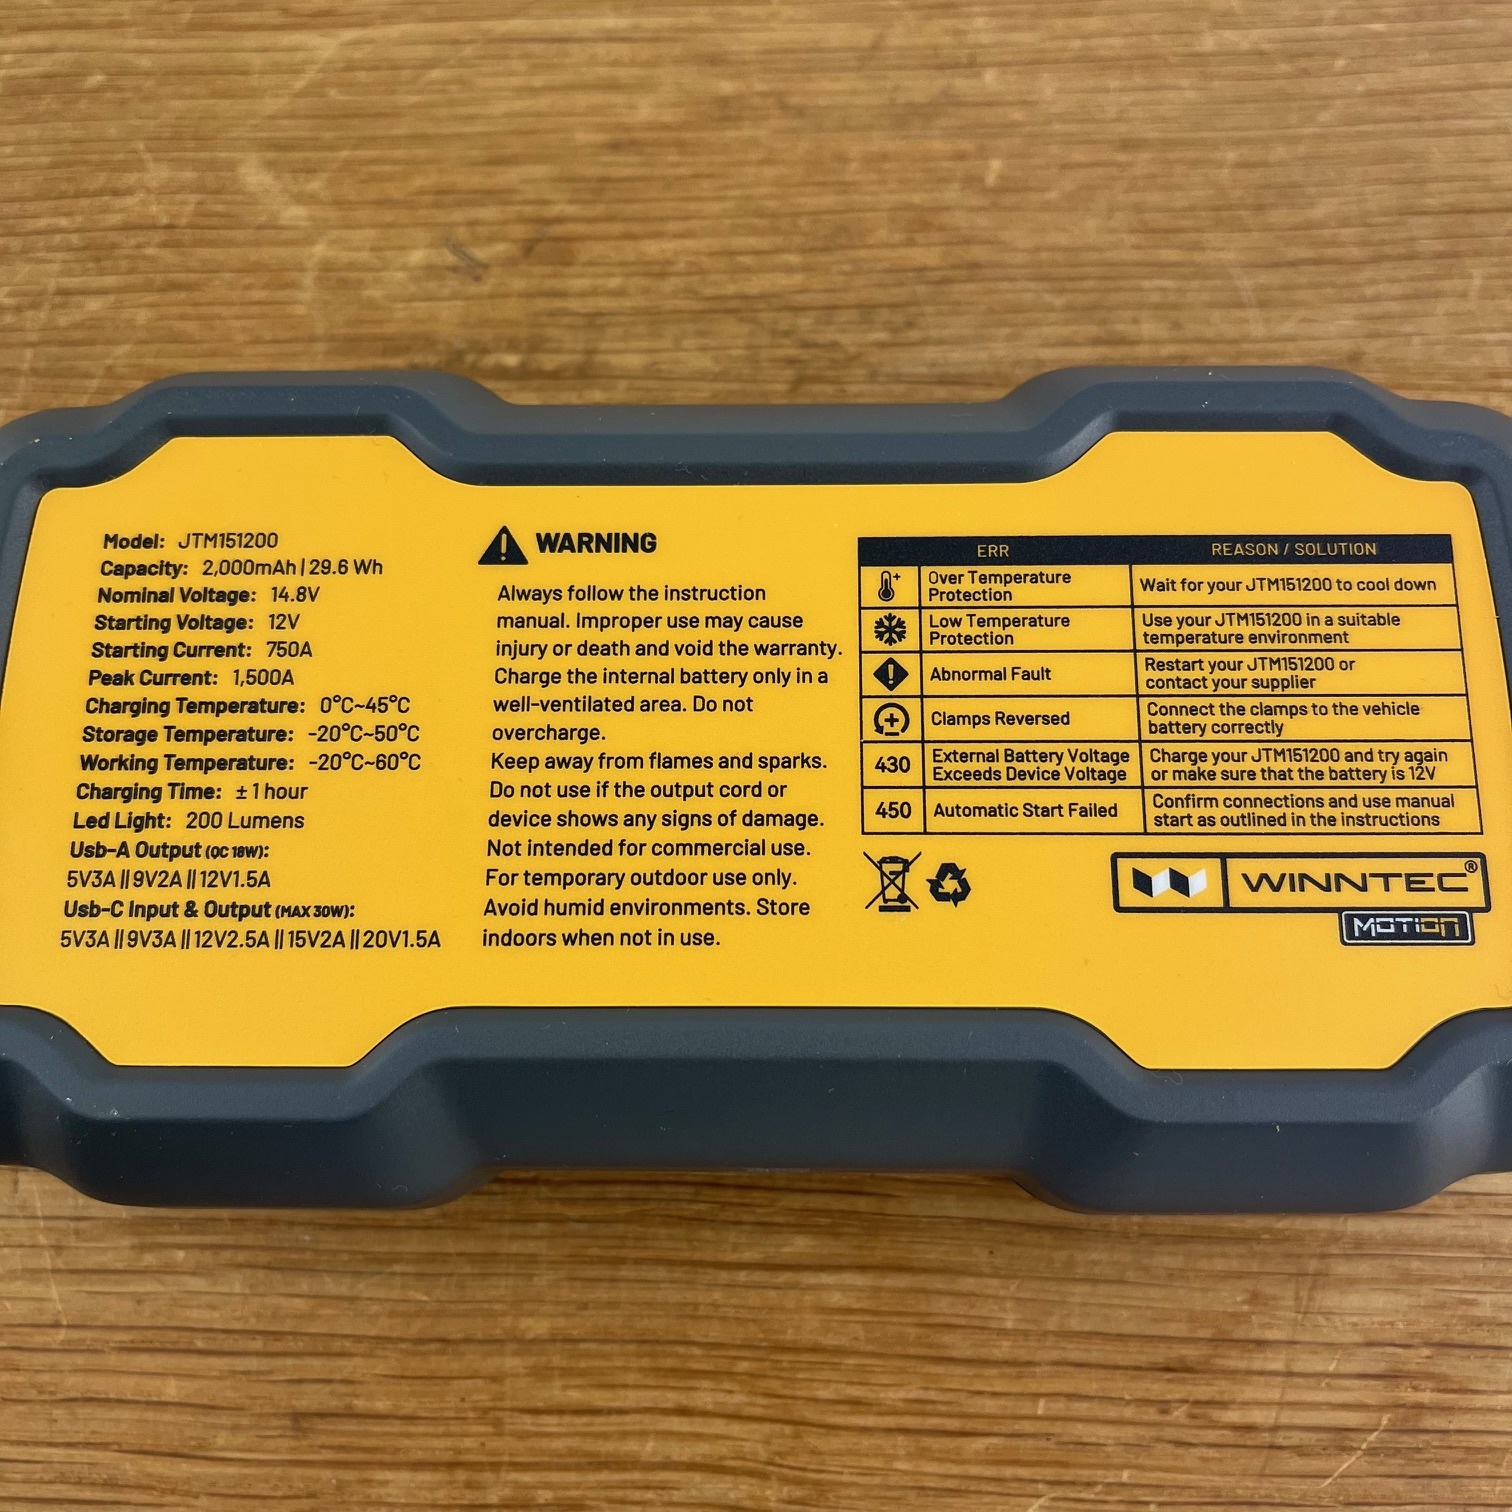 Model: JTM151200
Capacity: 2,000mAh | 29.6 Wh
Nominal Voltage: 14.8V
Starting Voltage: 12V
Starting Current: 750A
Peak Current: 1,500A
Charging Temperature: 0°C~45°C
Storage Temperature: -20°C~50°C
Working Temperature: -20°C~60°C
Charging Time: ± 1 hour
Led Light: 200 Lumens
Usb-A Output (QC 18W):
5V3A || 9V2A || 12V1.5A
Usb-C Input & Output (MAX 30W):
5V3A || 9V3A || 12V2.5A || 15V2A || 20V1.5A
WARNING
Always follow the instruction
manual. Improper use may cause
injury or death and void the warranty.
Charge the internal battery only in a
well-ventilated area. Do not
overcharge.
Keep away from flames and sparks.
Do not use if the output cord or
device shows any signs of damage.
Not intended for commercial use.
For temporary outdoor use only.
Avoid humid environments. Store
indoors when not in use.
ERR REASON / SOLUTION
Over Temperature
Protection
Wait for your JTM151200 to cool down
Low Temperature
Protection
Use your JTM151200 in a suitable
temperature environment
Abnormal Fault
Restart your JTM151200 or
contact your supplier
Clamps Reversed
Connect the clamps to the vehicle
battery correctly
430
External Battery Voltage
Exceeds Device Voltage
Charge your JTM151200 and try again
or make sure that the battery is 12V
450
Automatic Start Failed
Confirm connections and use manual
start as outlined in the instructions
WINNTEC®
MOTION